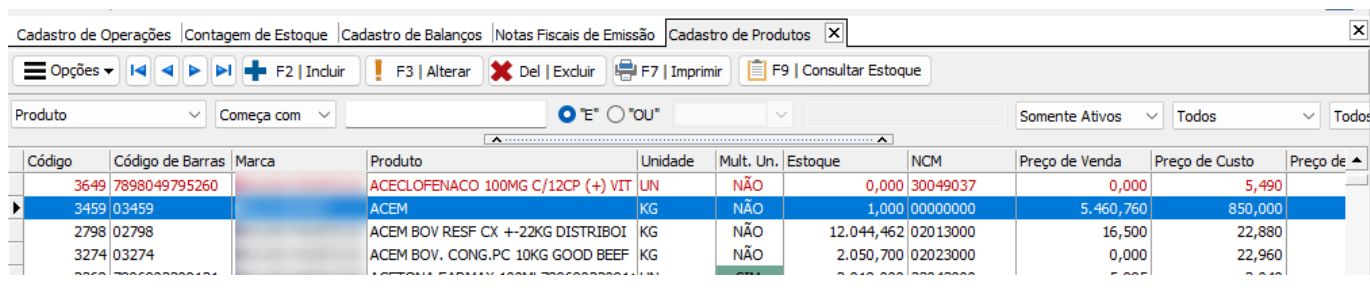 Cadastro de Operações Contagem de Estoque Cadastro de Balanços Notas Fiscais de Emissão Cadastro de Produtos
Opções F2 | Incluir F3 | Alterar Del | Excluir F7 | Imprimir F9 | Consultar Estoque
Produto Começa com "E" "OU" Somente Ativos Todos Todos
Código Código de Barras Marca Produto Unidade Mult. Un. Estoque NCM Preço de Venda Preço de Custo Preço de
3649 7898049795260 ACECLOFENACO 100MG C/12CP (+) VIT UN NÃO 0,000 30049037 0,000 5,490
3459 03459 ACEM KG NÃO 1,000 00000000 5.460,760 850,000
2798 02798 ACEM BOV RESF CX +-22KG DISTRIBOI KG NÃO 12.044,462 02013000 16,500 22,880
3274 03274 ACEM BOV. CONG.PC 10KG GOOD BEEF KG NÃO 2.050,700 02023000 0,000 22,960